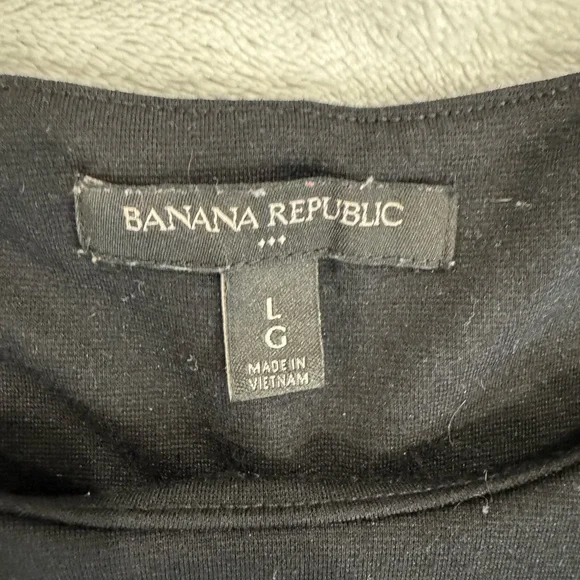 BANANA REPUBLIC
L
G
MADE IN
VIETNAM